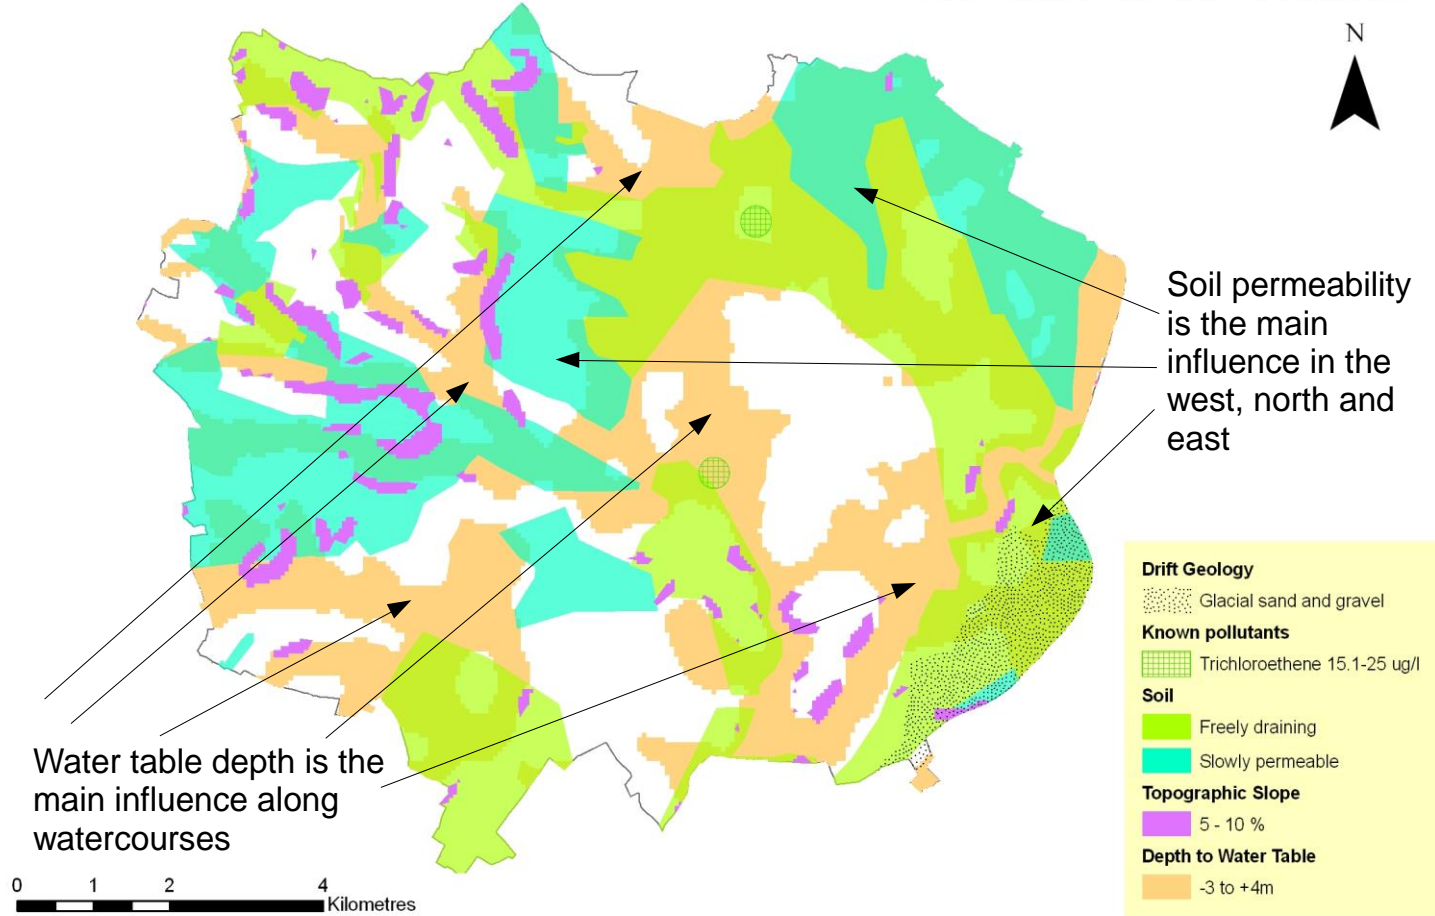 N
Soil permeability
is the main
influence in the
west, north and
east
Water table depth is the
main influence along
watercourses
Drift Geology
Glacial sand and gravel
Known pollutants
Trichloroethene 15.1-25 ug/l
Soil
Freely draining
Slowly permeable
Topographic Slope
5 - 10 %
Depth to Water Table
-3 to +4m
0 1 2 4
Kilometres